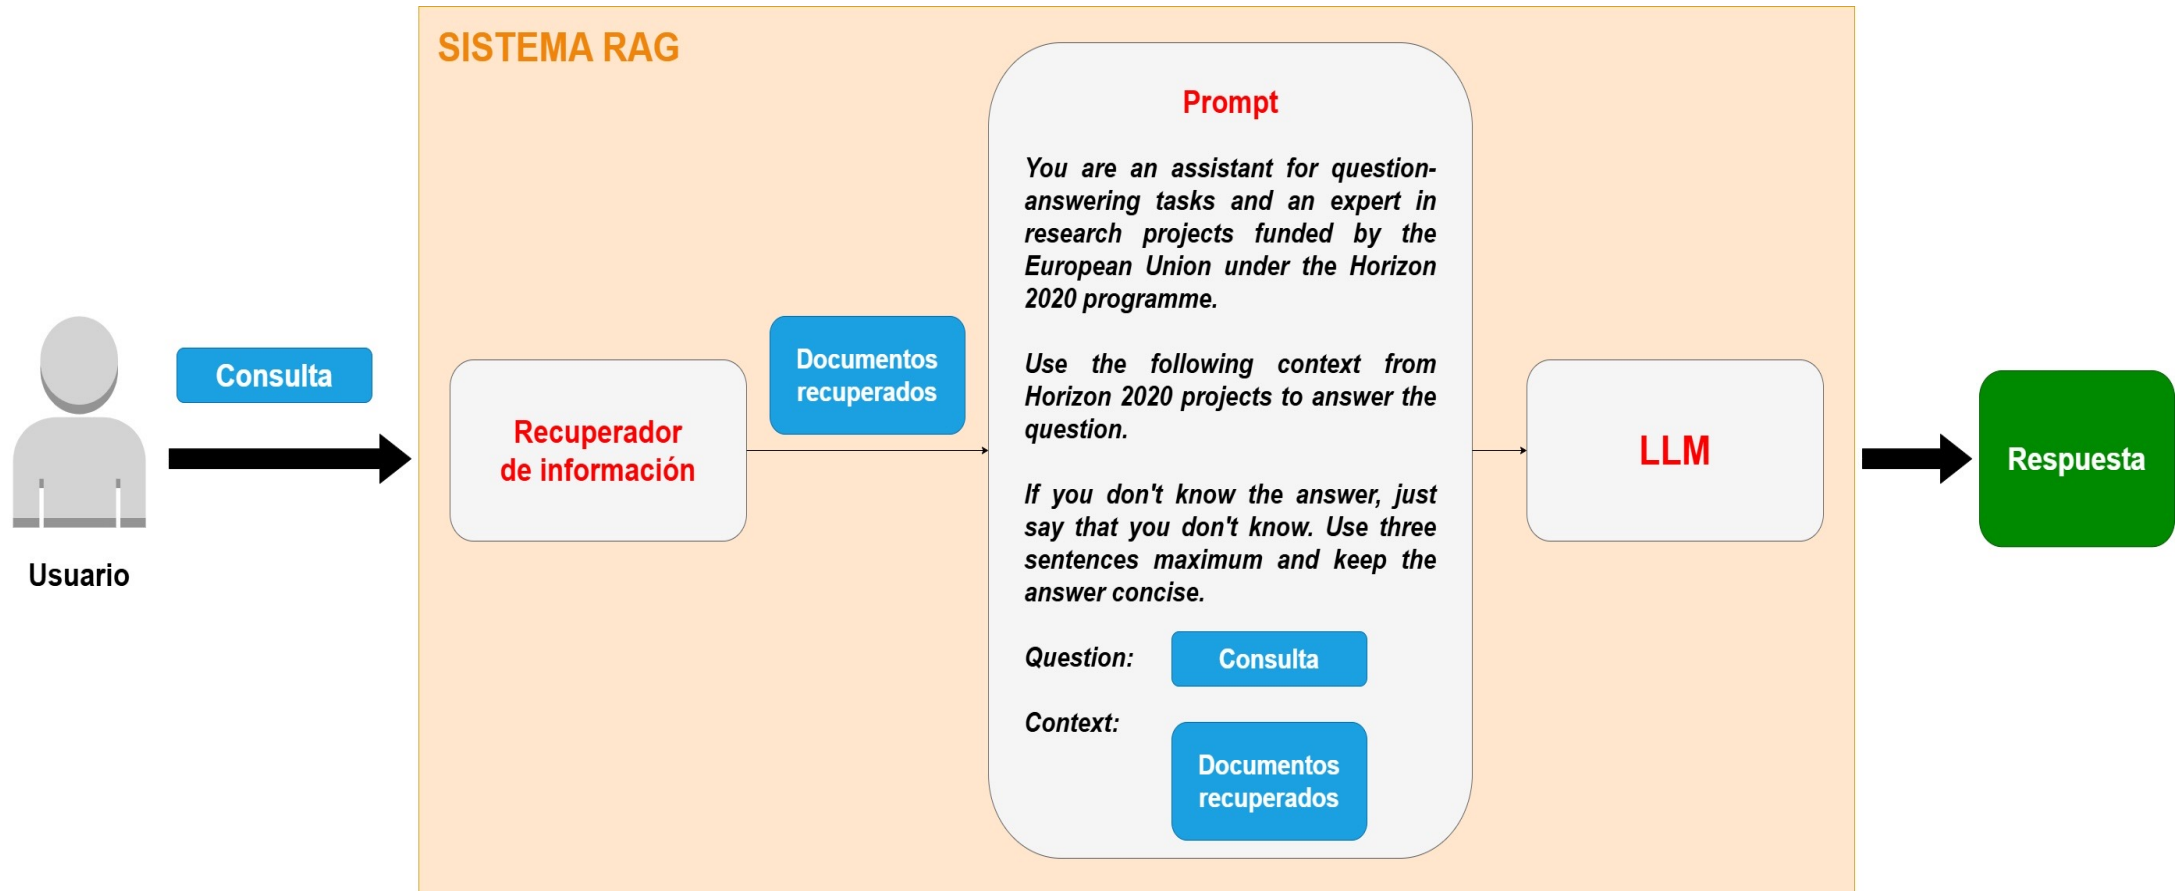 SISTEMA RAG
Consulta
Usuario
Recuperador
de información
Documentos
recuperados
Prompt
You are an assistant for question-
answering tasks and an expert in
research projects funded by the
European Union under the Horizon
2020 programme.
Use the following context from
Horizon 2020 projects to answer the
question.
If you don't know the answer, just
say that you don't know. Use three
sentences maximum and keep the
answer concise.
Question: Consulta
Context:
Documentos
recuperados
LLM
Respuesta